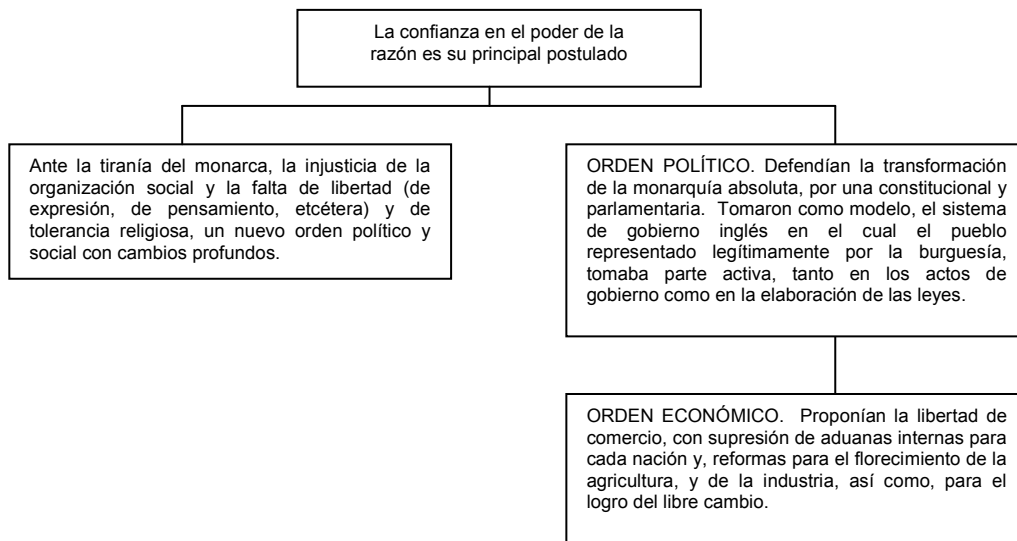 La confianza en el poder de la
razón es su principal postulado
Ante la tiranía del monarca, la injusticia de la
organización social y la falta de libertad (de
expresión, de pensamiento, etcétera) y de
tolerancia religiosa, un nuevo orden político y
social con cambios profundos.
ORDEN POLÍTICO. Defendían la transformación
de la monarquía absoluta, por una constitucional y
parlamentaria. Tomaron como modelo, el sistema
de gobierno inglés en el cual el pueblo
representado legítimamente por la burguesía,
tomaba parte activa, tanto en los actos de
gobierno como en la elaboración de las leyes.
ORDEN ECONÓMICO. Proponían la libertad de
comercio, con supresión de aduanas internas para
cada nación y, reformas para el florecimiento de la
agricultura, y de la industria, así como, para el
logro del libre cambio.